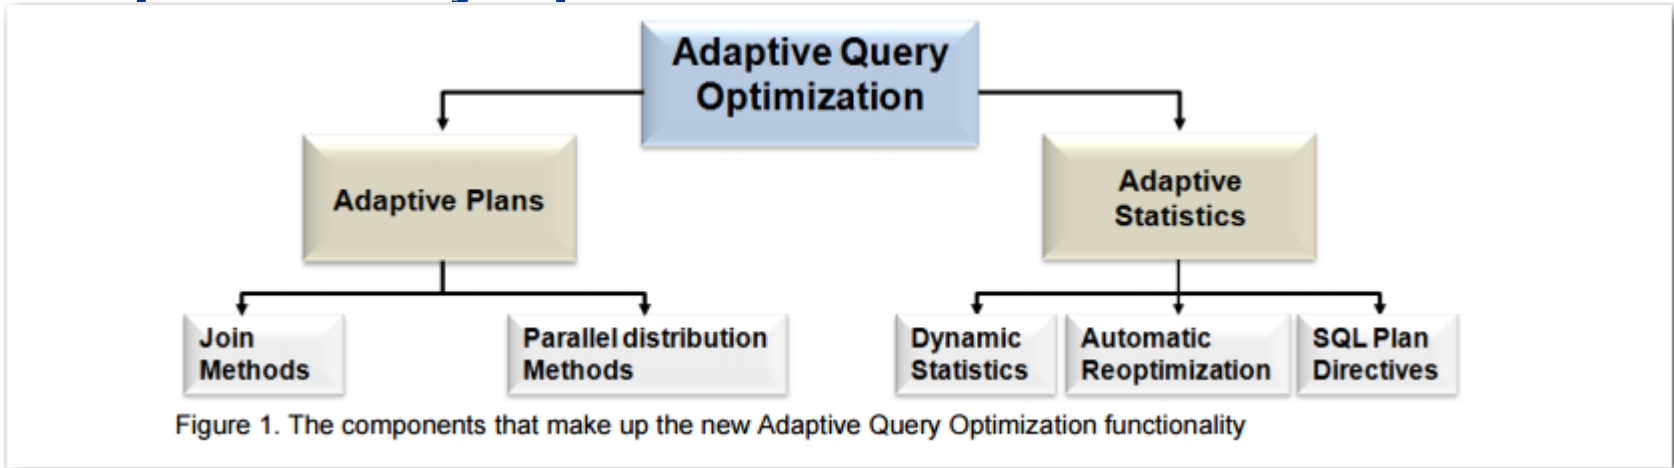 Adaptive Query
Optimization
Adaptive Plans
Adaptive
Statistics
Join
Methods
Parallel distribution
Methods
Dynamic
Statistics
Automatic
Reoptimization
SQL Plan
Directives
Figure 1. The components that make up the new Adaptive Query Optimization functionality